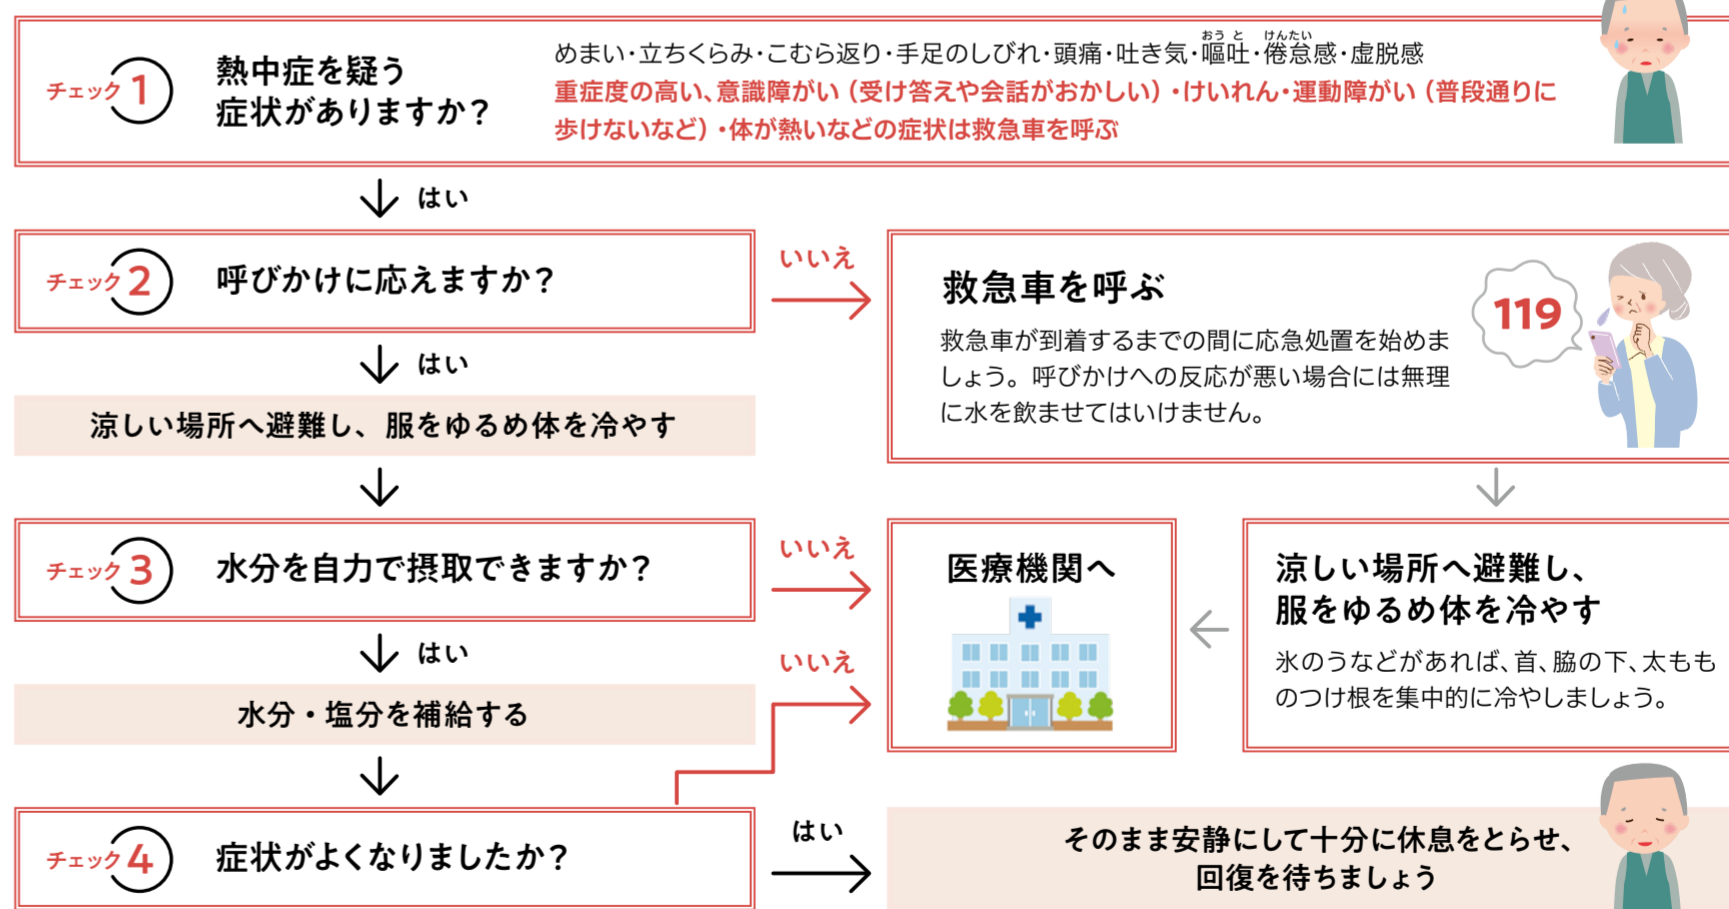 チェック 1
熱中症を疑う
症状がありますか？
めまい・立ちくらみ・こむら返り・手足のしびれ・頭痛・吐き気・嘔吐・倦怠感・虚脱感
おうと けんたい
重症度の高い、意識障がい（受け答えや会話がおかしい）・けいれん・運動障がい（普段通りに
歩けないなど）・体が熱いなどの症状は救急車を呼ぶ
はい
チェック 2
呼びかけに応えますか？
いいえ
救急車を呼ぶ
救急車が到着するまでの間に応急処置を始めま
しょう。呼びかけへの反応が悪い場合には無理
に水を飲ませてはいけません。
119
はい
涼しい場所へ避難し、服をゆるめ体を冷やす
チェック 3
水分を自力で摂取できますか？
いいえ
医療機関へ
涼しい場所へ避難し、
服をゆるめ体を冷やす
氷のうなどがあれば、首、脇の下、太もも
のつけ根を集中的に冷やしましょう。
はい
いいえ
水分・塩分を補給する
チェック 4
症状がよくなりましたか？
はい
そのまま安静にして十分に休息をとらせ、
回復を待ちましょう